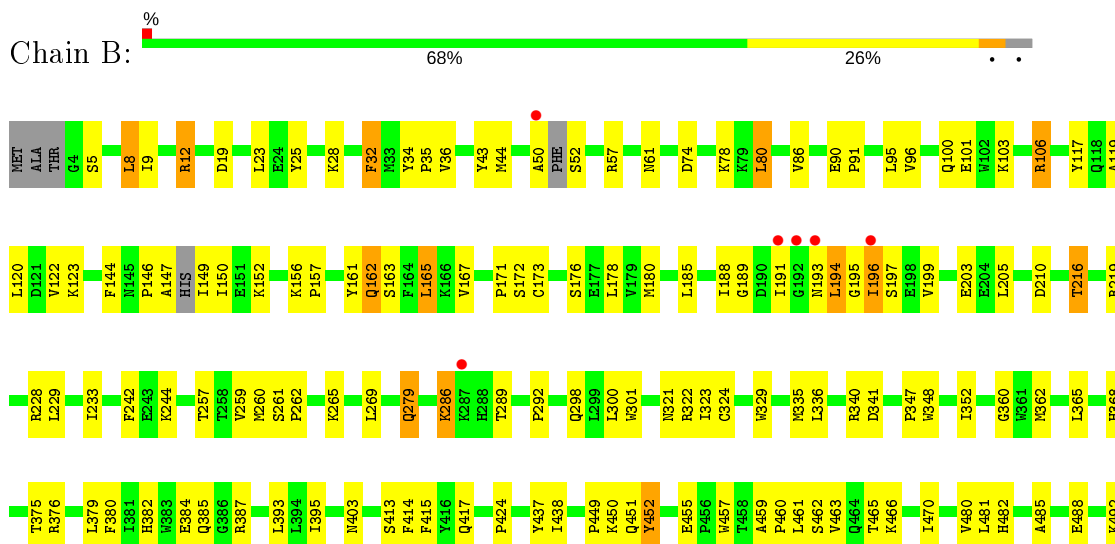 %
Chain B:
68% 26% • •
MET ALA THR G4 S5 L8 I9 R12 D19 L23 E24 Y25 K28 F32 M33 Y34 P35 V36 Y43 M44 A50 PHE S52 R57 N61 D74 K78 K79 L80 V86 E90 P91 L95 V96 Q100 E101 W102 K103 R106 Y117 Q118 A119
L120 D121 V122 K123 F144 N145 P146 A147 HIS I149 I150 E151 K152 K156 P157 Y161 Q162 S163 F164 L165 K166 V167 P171 S172 C173 S176 E177 L178 V179 M180 L185 I188 G189 D190 I191 G192 N193 L194 G195 I196 S197 E198 V199 E203 E204 L205 D210 T216 R219
R228 L229 I233 F242 E243 K244 T257 T258 V259 M260 S261 P262 K265 L269 Q279 K286 K287 H288 T289 P292 Q298 L299 L300 W301 N321 R322 I323 C324 W329 M335 L336 R340 D341 P347 W348 I352 G360 W361 M362 L365 H368
T375 R376 L379 F380 I381 H382 W383 E384 Q385 G386 R387 L393 L394 I395 N403 S413 F414 F415 Y416 Q417 P424 Y437 I438 P449 K450 Q451 Y452 E455 P456 W457 T458 A459 P460 L461 S462 V463 Q464 T465 K466 I470 V480 L481 H482 A485 E488